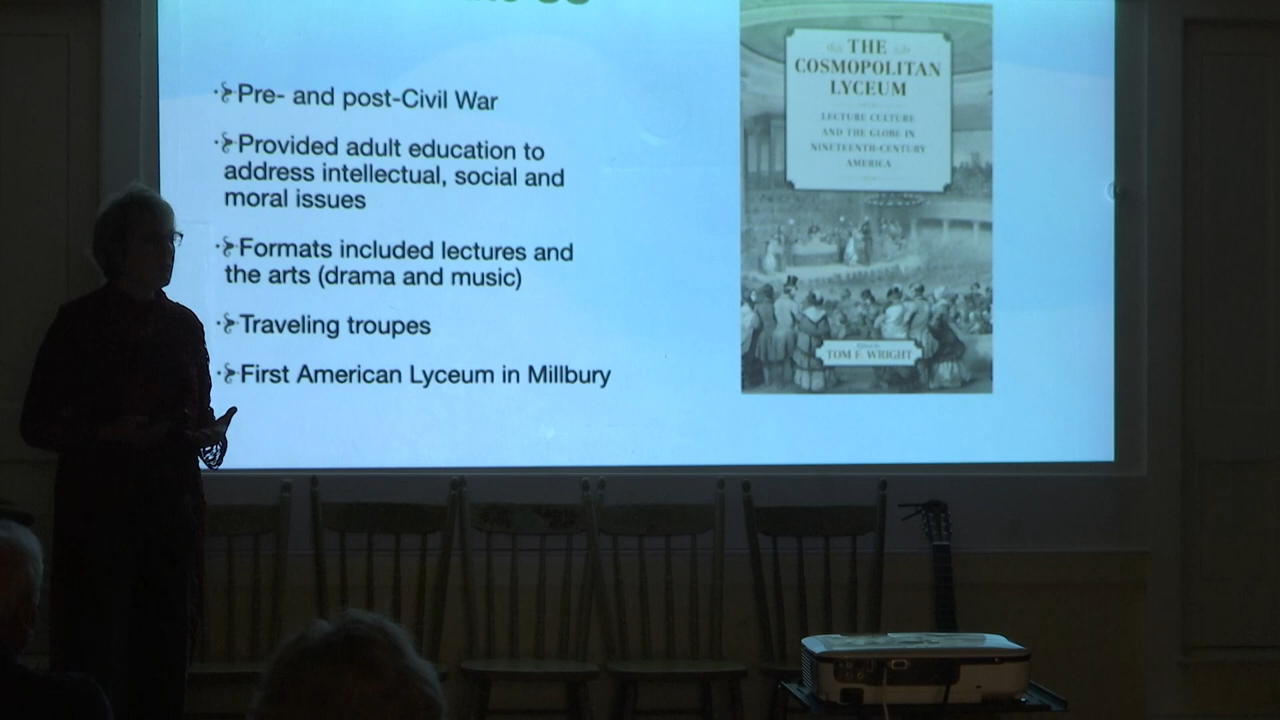 Pre- and post-Civil War
Provided adult education to
address intellectual, social and
moral issues
Formats included lectures and
the arts (drama and music)
Traveling troupes
First American Lyceum in Millbury
THE
COSMOPOLITAN
LYCEUM
LECTURE CULTURE
AND THE GLOBE IN
NINETEENTH-CENTURY
AMERICA
Edited by
TOM F. WRIGHT